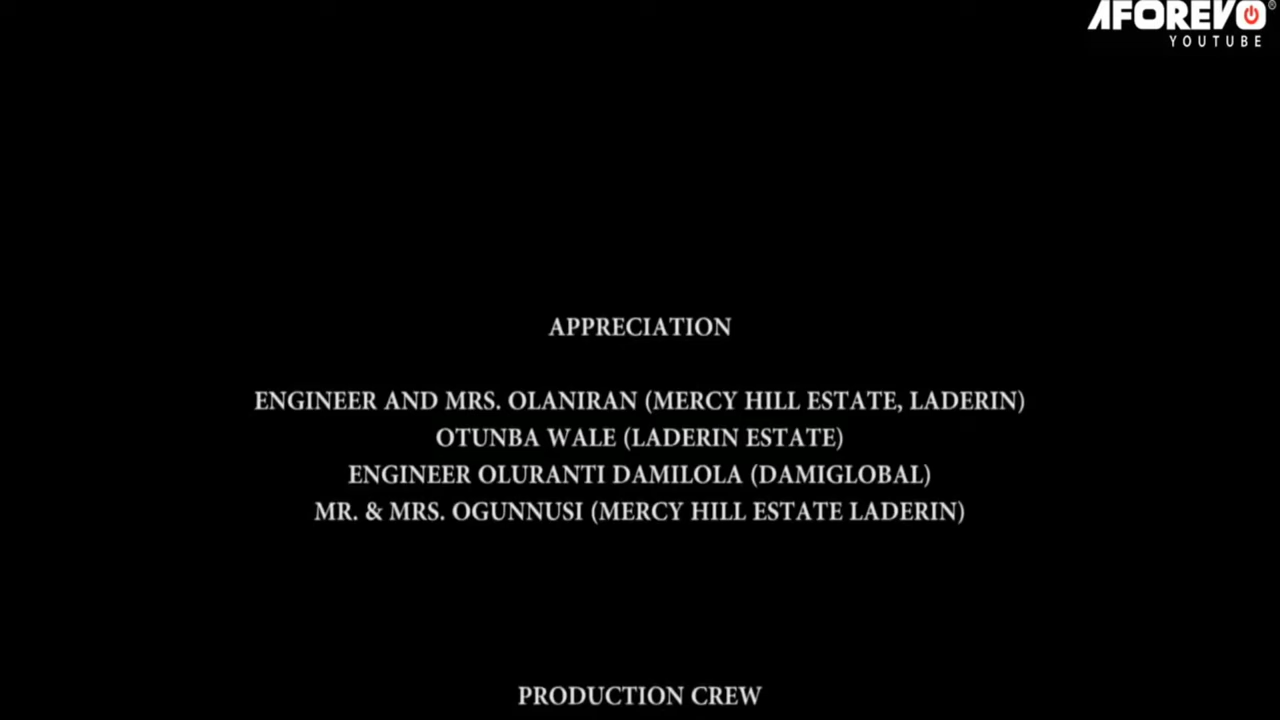 AFOREVO®
YOUTUBE
APPRECIATION
ENGINEER AND MRS. OLANIRAN (MERCY HILL ESTATE, LADERIN)
OTUNBA WALE (LADERIN ESTATE)
ENGINEER OLURANTI DAMILOLA (DAMIGLOBAL)
MR. & MRS. OGUNNUSI (MERCY HILL ESTATE LADERIN)
PRODUCTION CREW